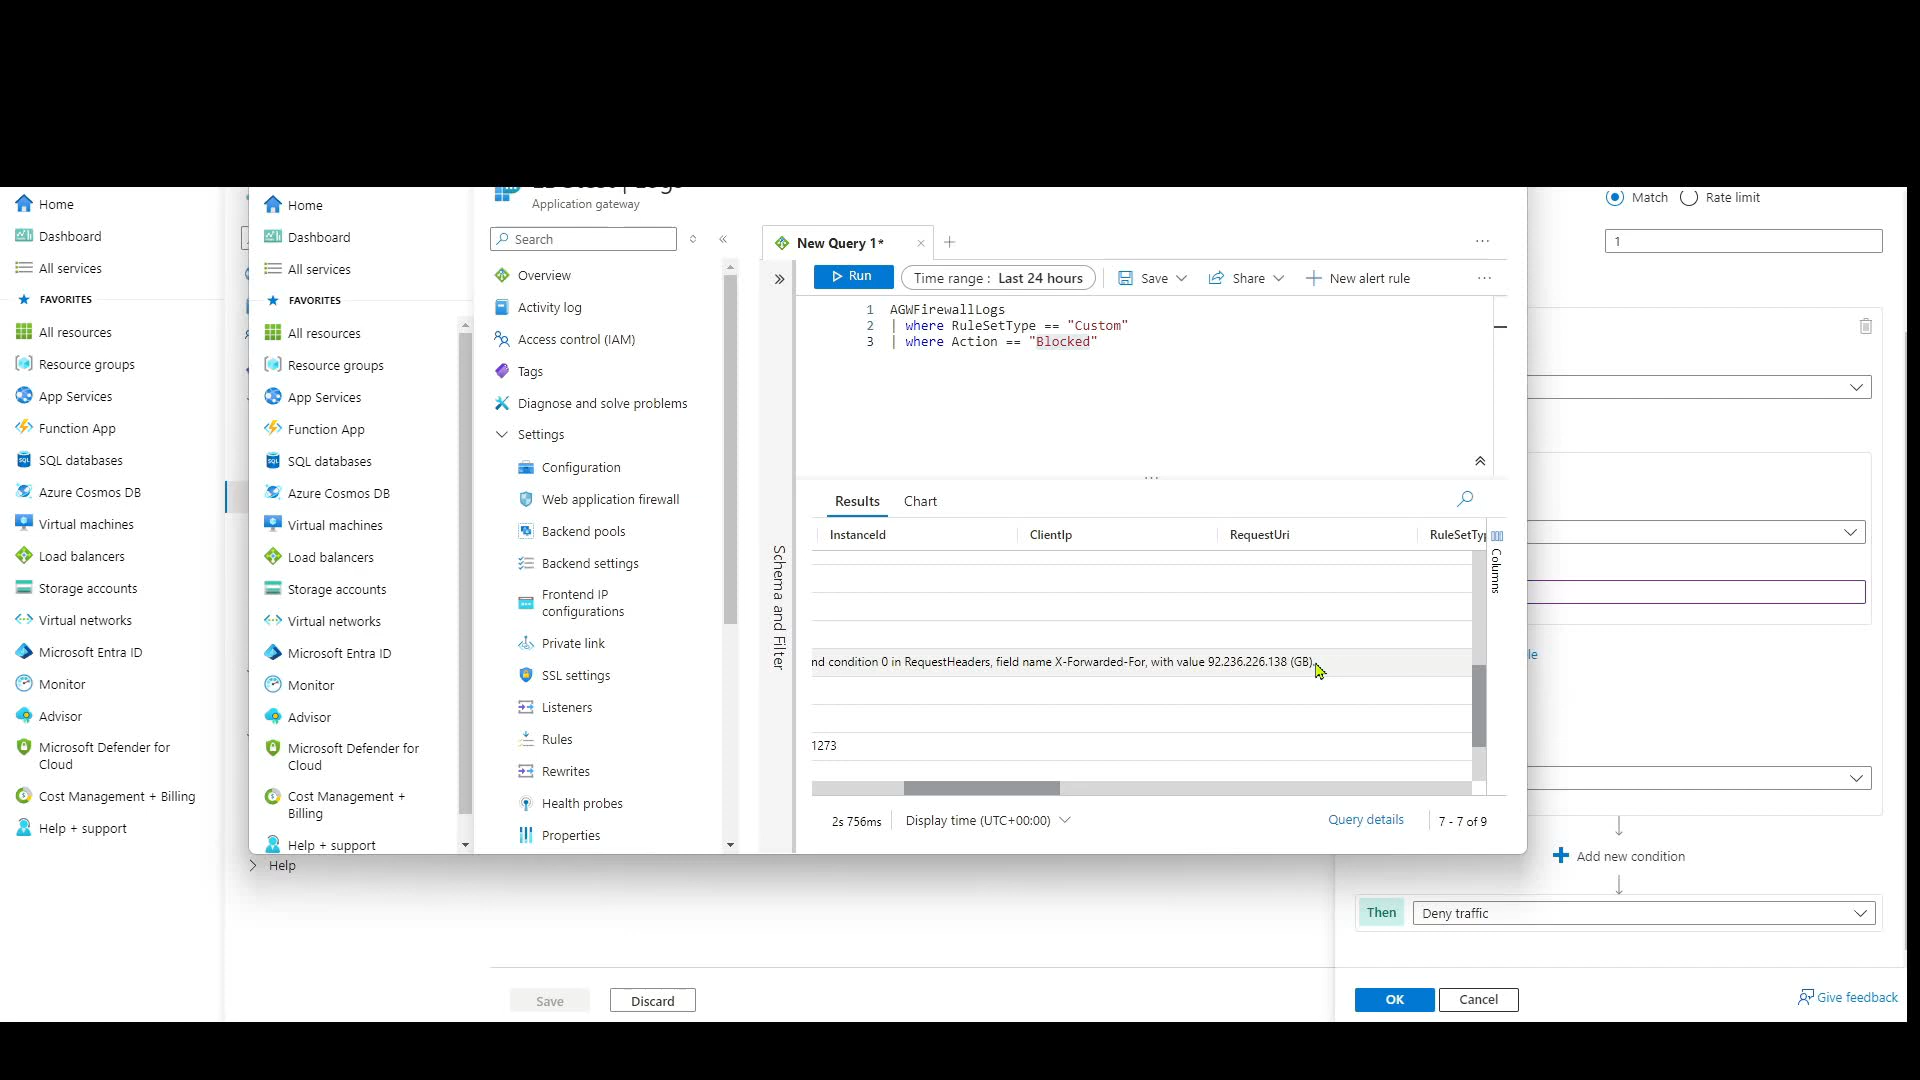 Home
Dashboard
All services
FAVORITES
All resources
Resource groups
App Services
Function App
SQL databases
Azure Cosmos DB
Virtual machines
Load balancers
Storage accounts
Virtual networks
Microsoft Entra ID
Monitor
Advisor
Microsoft Defender for
Cloud
Cost Management + Billing
Help + support
Home
Dashboard
All services
FAVORITES
All resources
Resource groups
App Services
Function App
SQL databases
Azure Cosmos DB
Virtual machines
Load balancers
Storage accounts
Virtual networks
Microsoft Entra ID
Monitor
Advisor
Microsoft Defender for
Cloud
Cost Management +
Billing
Help + support
Help
Application gateway
Search
Overview
Activity log
Access control (IAM)
Tags
Diagnose and solve problems
Settings
Configuration
Web application firewall
Backend pools
Backend settings
Frontend IP
configurations
Private link
SSL settings
Listeners
Rules
Rewrites
Health probes
Properties
Schema and Filter
New Query 1*
Run
Time range : Last 24 hours
Save
Share
New alert rule
1 AGWFirewallLogs
2 | where RuleSetType == "Custom"
3 | where Action == "Blocked"
Results
Chart
InstanceId
ClientIp
RequestUri
RuleSetTyp
Columns
nd condition 0 in RequestHeaders, field name X-Forwarded-For, with value 92.236.226.138 (GB).
1273
2s 756ms
Display time (UTC+00:00)
Query details
7 - 7 of 9
Save
Discard
Match
Rate limit
1
le
Add new condition
Then
Deny traffic
OK
Cancel
Give feedback